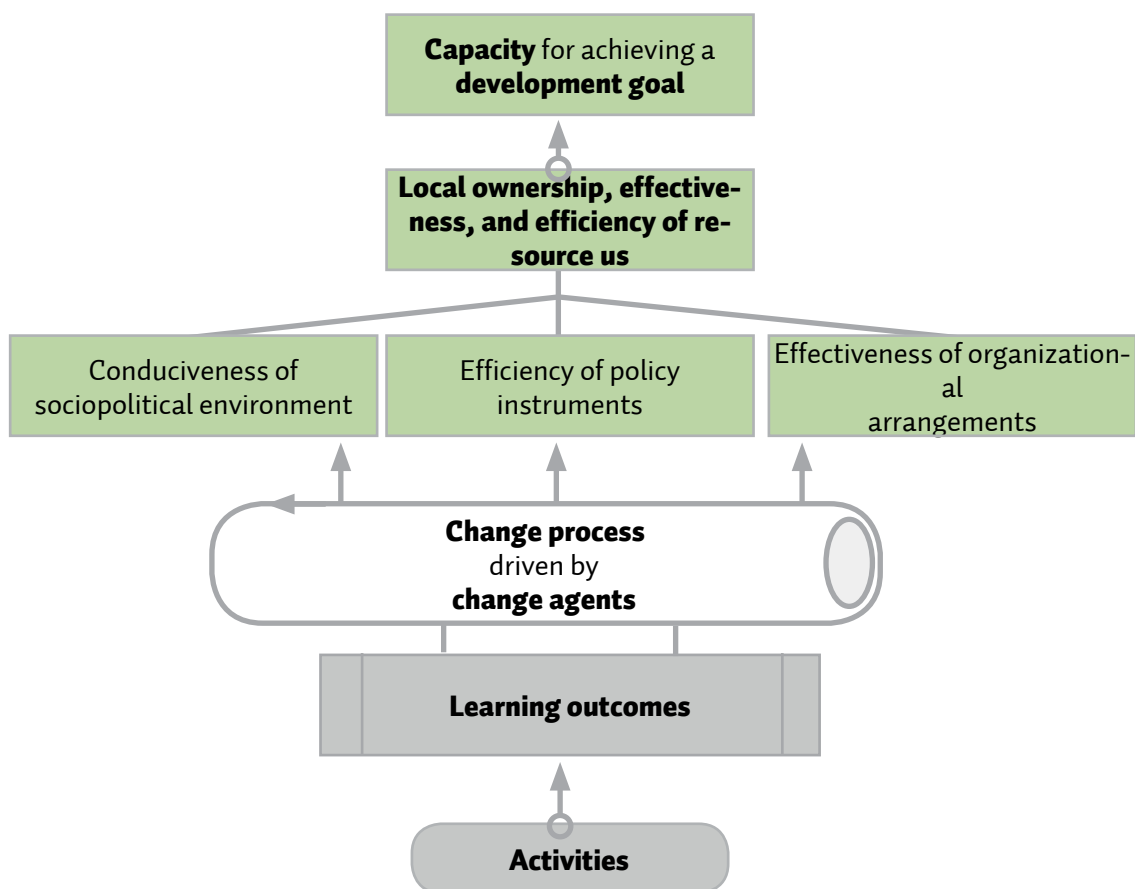 Capacity for achieving a
development goal
Local ownership, effective-
ness, and efficiency of re-
source us
Conduciveness of
sociopolitical environment
Efficiency of policy
instruments
Effectiveness of organization-
al
arrangements
Change process
driven by
change agents
Learning outcomes
Activities